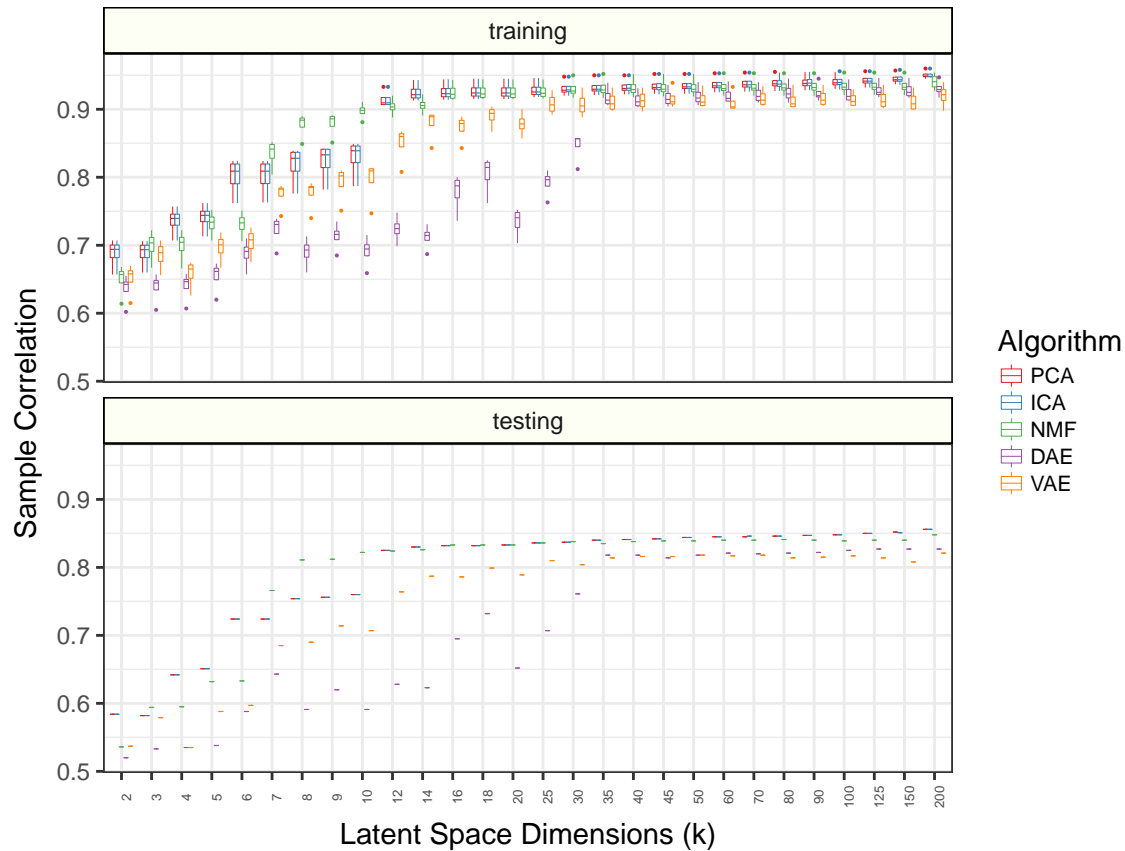 training
0.9
0.8
0.7
0.6
0.5
testing
0.9
0.8
0.7
0.6
0.5
Sample Correlation
2 3 4 5 6 7 8 9 10 12 14 16 18 20 25 30 35 40 45 50 60 70 80 90 100 125 150 200
Latent Space Dimensions (k)
Algorithm
PCA
ICA
NMF
DAE
VAE